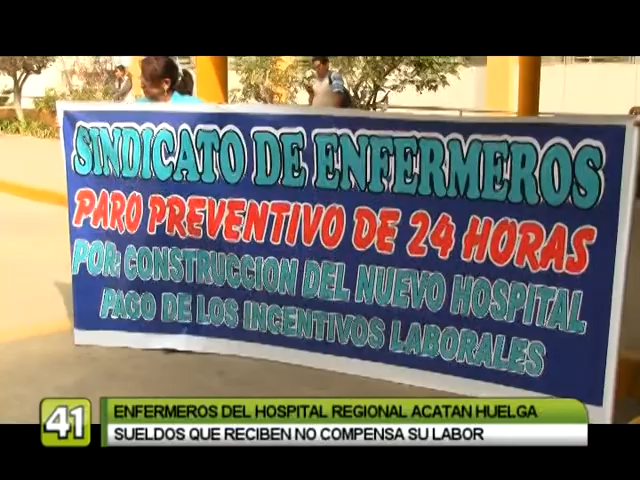 SINDICATO DE ENFERMEROS
PARO PREVENTIVO DE 24 HORAS
POR: CONSTRUCCION DEL NUEVO HOSPITAL
PAGO DE LOS INCENTIVOS LABORALES
41
ENFERMEROS DEL HOSPITAL REGIONAL ACATAN HUELGA
SUELDOS QUE RECIBEN NO COMPENSA SU LABOR